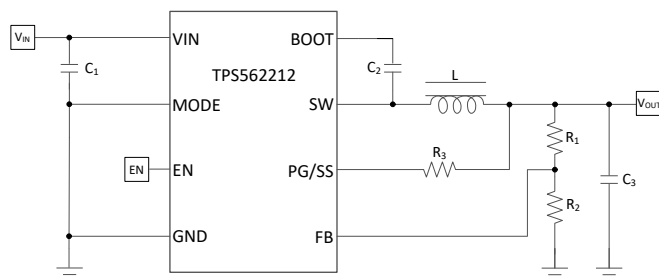 VIN
VIN
BOOT
C1
TPS562212
C2
L
MODE
SW
VOUT
R1
R3
EN
EN
PG/SS
C3
R2
GND
FB